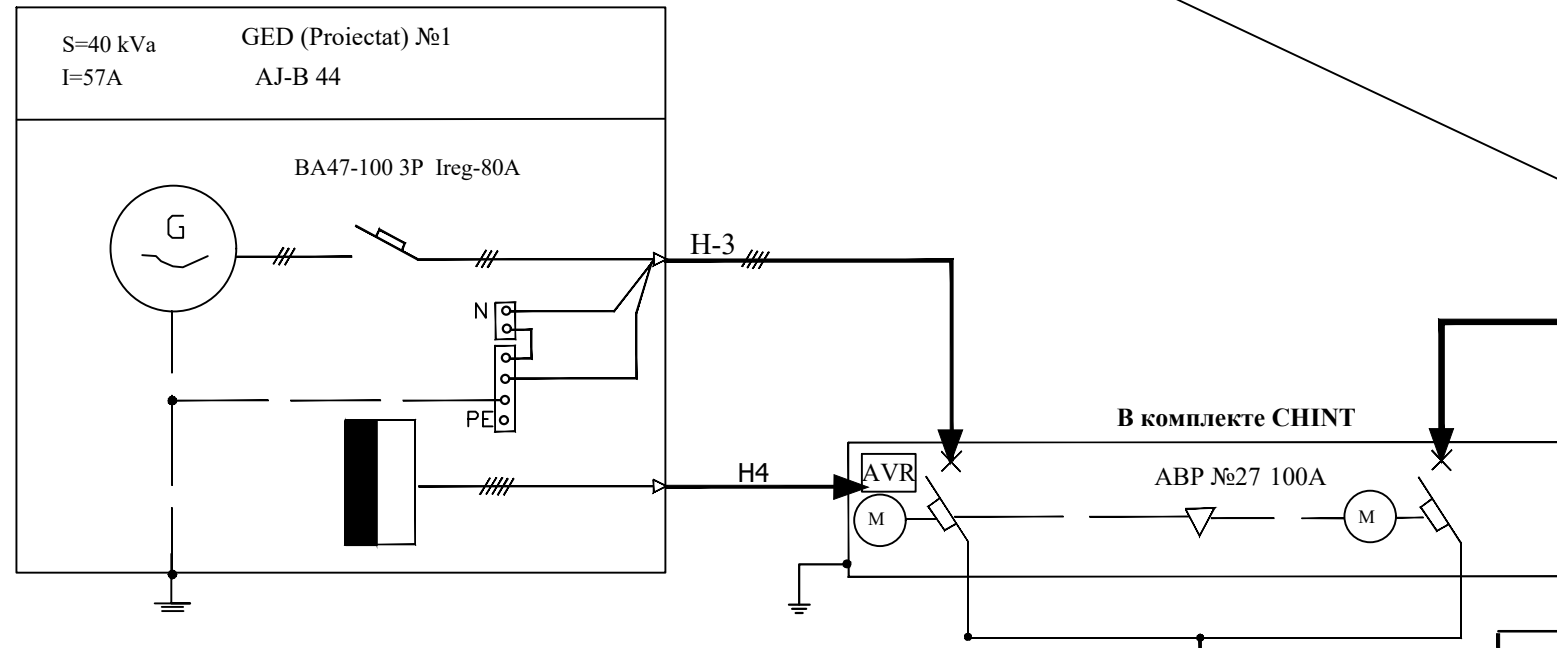 S=40 kVa
GED (Proiectat) №1
I=57A
AJ-B 44
BA47-100 3P Ireg-80A
G
H-3
N
PE
В комплекте CHINT
H4
AVR
АВР №27 100A
M
M